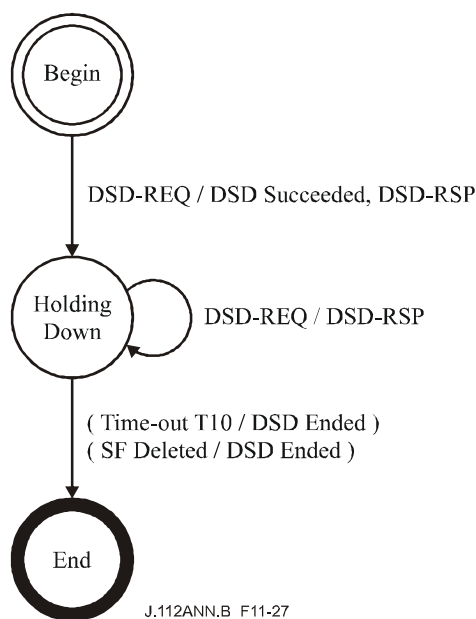 Begin
DSD-REQ / DSD Succeeded, DSD-RSP
Holding
Down
DSD-REQ / DSD-RSP
( Time-out T10 / DSD Ended )
( SF Deleted / DSD Ended )
End
J.112ANN.B F11-27